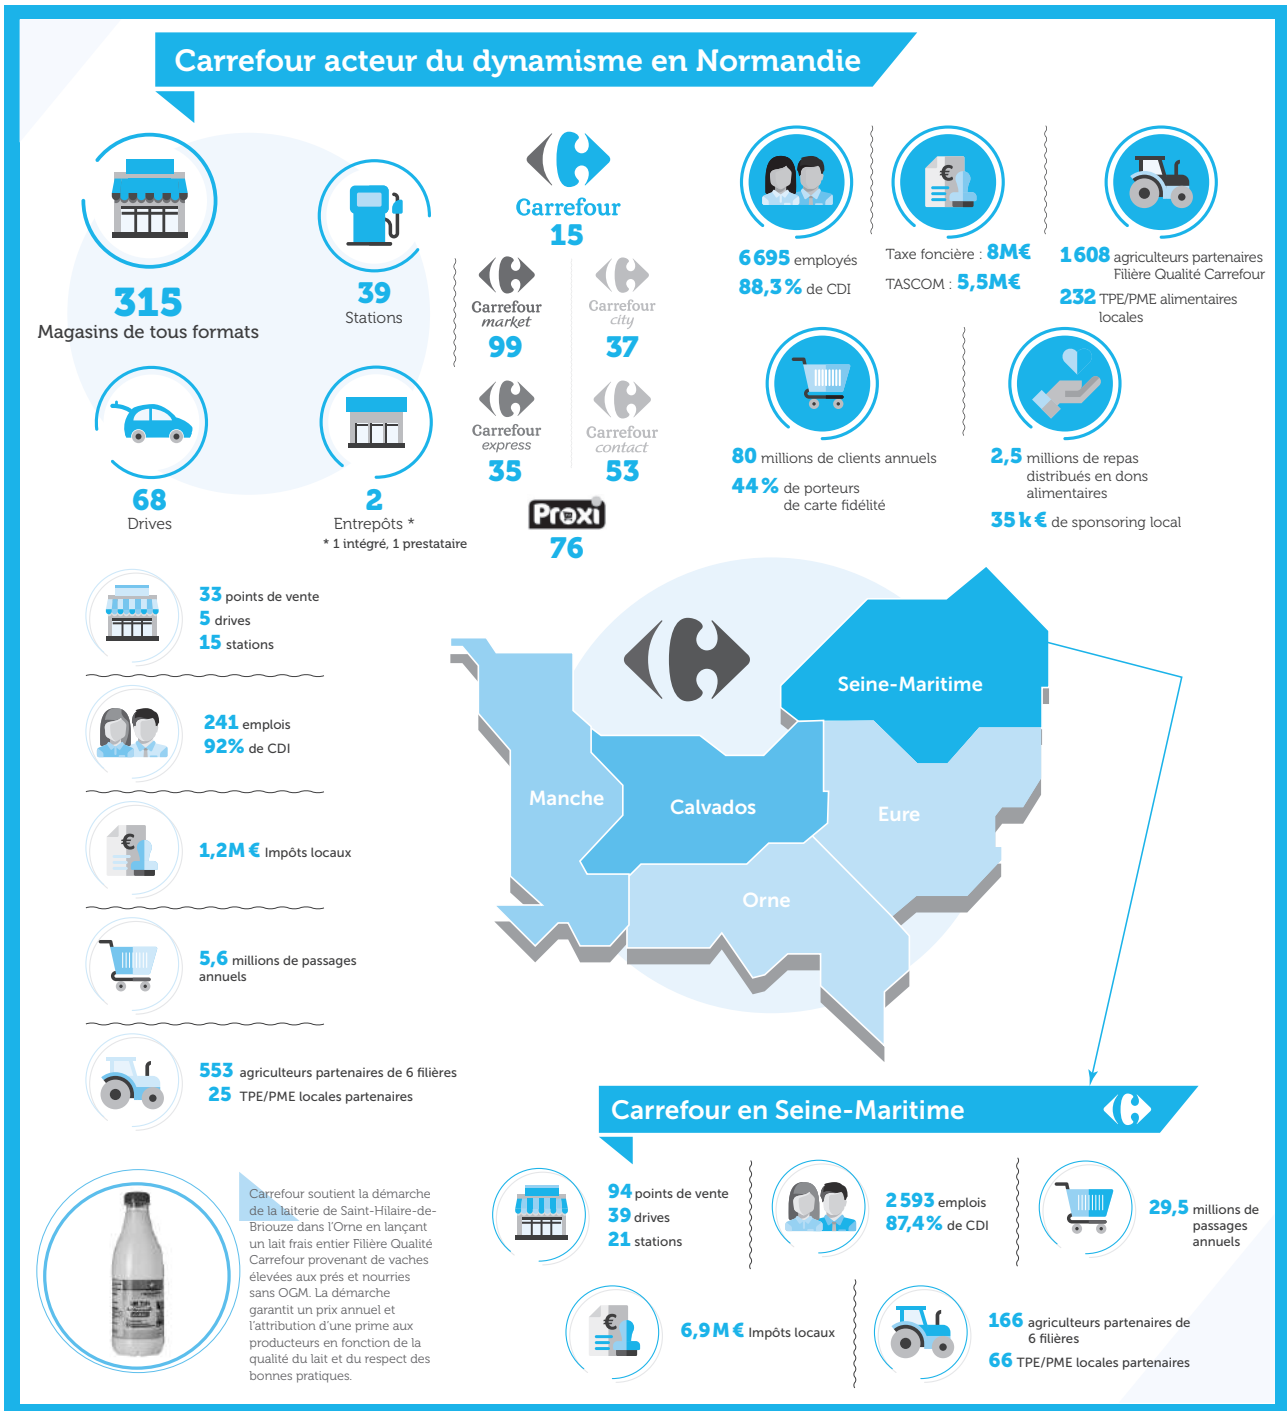 Carrefour acteur du dynamisme en Normandie
315
Magasins de tous formats
39
Stations
68
Drives
2
Entrepôts *
* 1 intégré, 1 prestataire
Carrefour
15
Carrefour
market
99
Carrefour
city
37
Carrefour
express
35
Carrefour
contact
53
Proxi
76
6 695 employés
88,3 % de CDI
€
Taxe foncière : 8M€
TASCOM : 5,5M€
1 608 agriculteurs partenaires
Filière Qualité Carrefour
232 TPE/PME alimentaires
locales
80 millions de clients annuels
44 % de porteurs
de carte fidélité
2,5 millions de repas
distribués en dons
alimentaires
35 k € de sponsoring local
33 points de vente
5 drives
15 stations
241 emplois
92% de CDI
€
1,2M € Impôts locaux
5,6 millions de passages
annuels
553 agriculteurs partenaires de 6 filières
25 TPE/PME locales partenaires
Seine-Maritime
Manche
Calvados
Eure
Orne
Carrefour soutient la démarche
de la laiterie de Saint-Hilaire-de-
Briouze dans l'Orne en lançant
un lait frais entier Filière Qualité
Carrefour provenant de vaches
élevées aux prés et nourries
sans OGM. La démarche
garantit un prix annuel et
l'attribution d'une prime aux
producteurs en fonction de la
qualité du lait et du respect des
bonnes pratiques.
Carrefour en Seine-Maritime
94 points de vente
39 drives
21 stations
2 593 emplois
87,4% de CDI
29,5 millions de
passages
annuels
€
6,9 M € Impôts locaux
166 agriculteurs partenaires de
6 filières
66 TPE/PME locales partenaires